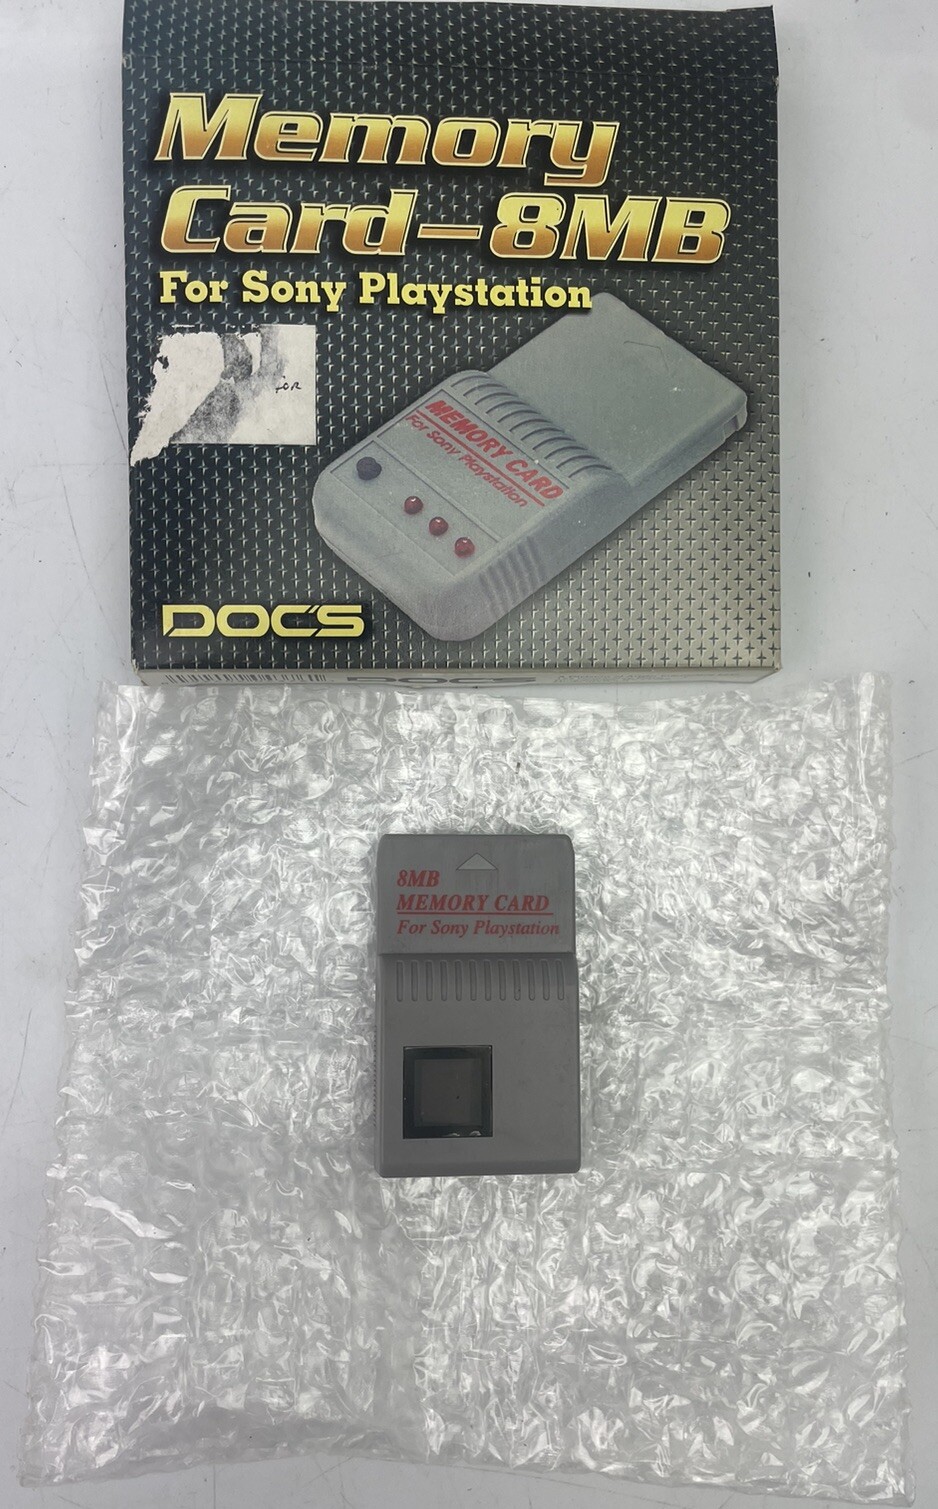 Memory
Card-8MB
For Sony Playstation
FOR
MEMORY CARD
For Sony Playstation
DOC'S
DOC'S
8MB
MEMORY CARD
For Sony Playstation